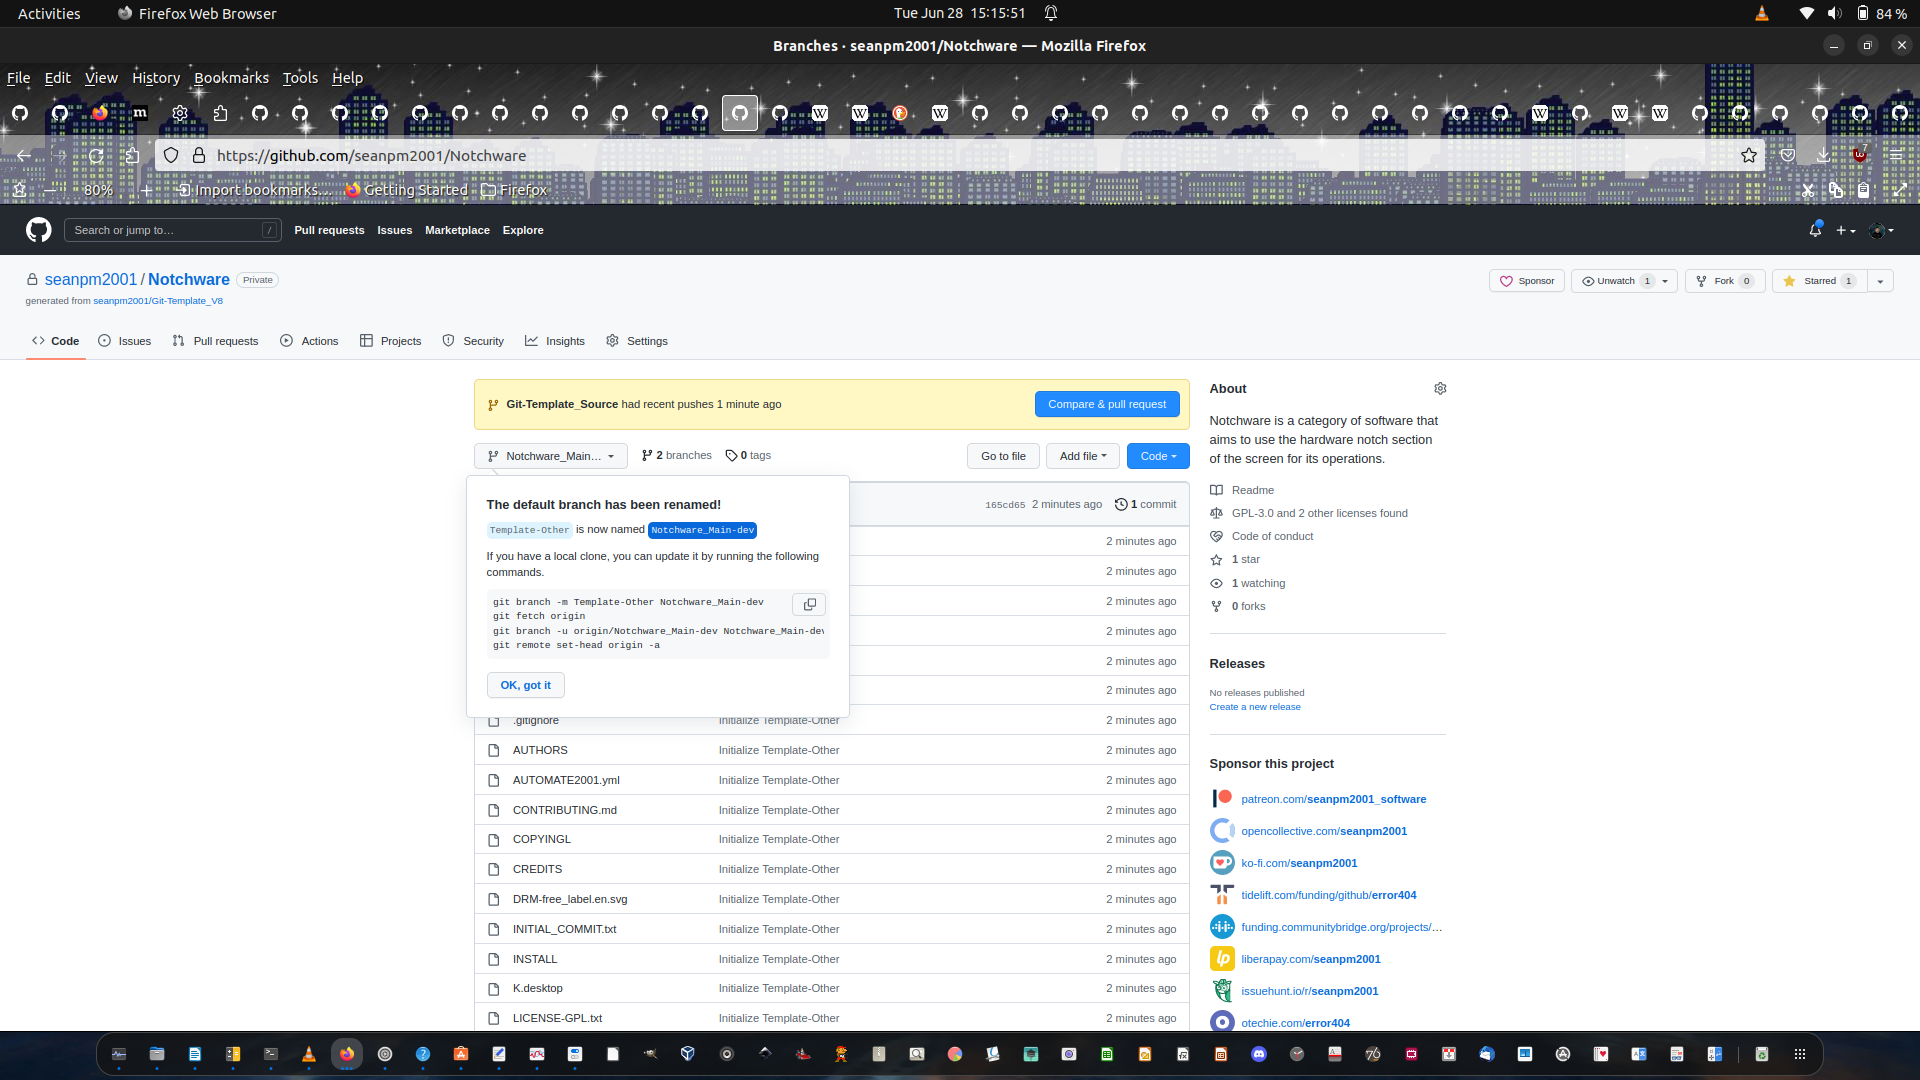 Activities
Firefox Web Browser
Tue Jun 28 15:15:51
84 %
Branches · seanpm2001/Notchware — Mozilla Firefox
File Edit View History Bookmarks Tools Help
https://github.com/seanpm2001/Notchware
7
80%
Import bookmarks...
Getting Started
Firefox
Search or jump to...
/
Pull requests
Issues
Marketplace
Explore
seanpm2001 / Notchware
Private
Sponsor
Unwatch 1
Fork 0
Starred 1
generated from seanpm2001/Git-Template_V8
Code
Issues
Pull requests
Actions
Projects
Security
Insights
Settings
Git-Template_Source had recent pushes 1 minute ago
Compare & pull request
Notchware_Main...
2 branches
0 tags
Go to file
Add file
Code
The default branch has been renamed!
Template-Other is now named Notchware_Main-dev
If you have a local clone, you can update it by running the following
commands.
git branch -m Template-Other Notchware_Main-dev
git fetch origin
git branch -u origin/Notchware_Main-dev Notchware_Main-dev
git remote set-head origin -a
OK, got it
165cd65 2 minutes ago
1 commit
2 minutes ago
2 minutes ago
2 minutes ago
2 minutes ago
2 minutes ago
2 minutes ago
.gitignore Initialize Template-Other 2 minutes ago
AUTHORS Initialize Template-Other 2 minutes ago
AUTOMATE2001.yml Initialize Template-Other 2 minutes ago
CONTRIBUTING.md Initialize Template-Other 2 minutes ago
COPYINGL Initialize Template-Other 2 minutes ago
CREDITS Initialize Template-Other 2 minutes ago
DRM-free_label.en.svg Initialize Template-Other 2 minutes ago
INITIAL_COMMIT.txt Initialize Template-Other 2 minutes ago
INSTALL Initialize Template-Other 2 minutes ago
K.desktop Initialize Template-Other 2 minutes ago
LICENSE-GPL.txt Initialize Template-Other 2 minutes ago
About
Notchware is a category of software that
aims to use the hardware notch section
of the screen for its operations.
Readme
GPL-3.0 and 2 other licenses found
Code of conduct
1 star
1 watching
0 forks
Releases
No releases published
Create a new release
Sponsor this project
patreon.com/seanpm2001_software
opencollective.com/seanpm2001
ko-fi.com/seanpm2001
tidelift.com/funding/github/error404
funding.communitybridge.org/projects/...
liberapay.com/seanpm2001
issuehunt.io/r/seanpm2001
otechie.com/error404